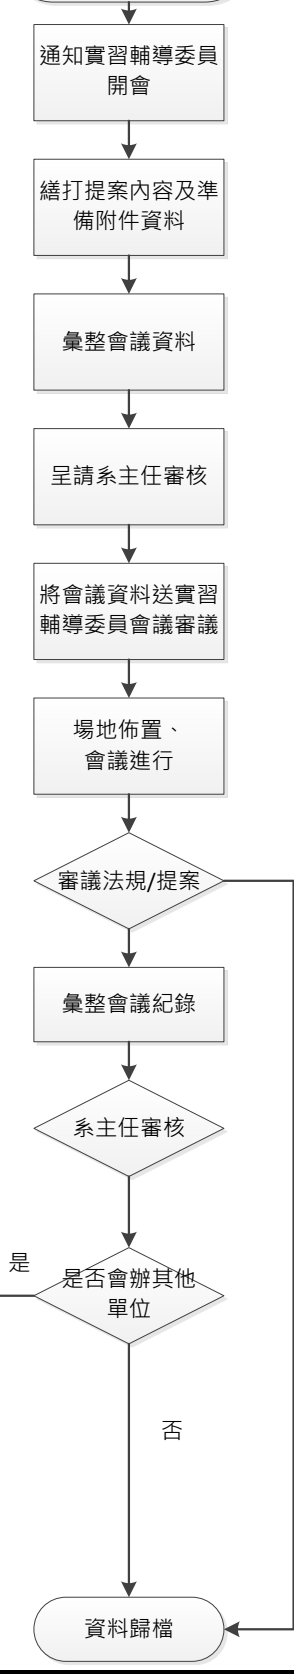 通知實習輔導委員
開會
繕打提案內容及準
備附件資料
彙整會議資料
呈請系主任審核
將會議資料送實習
輔導委員會議審議
場地佈置、
會議進行
審議法規/提案
彙整會議紀錄
系主任審核
是
是否會辦其他
單位
否
資料歸檔